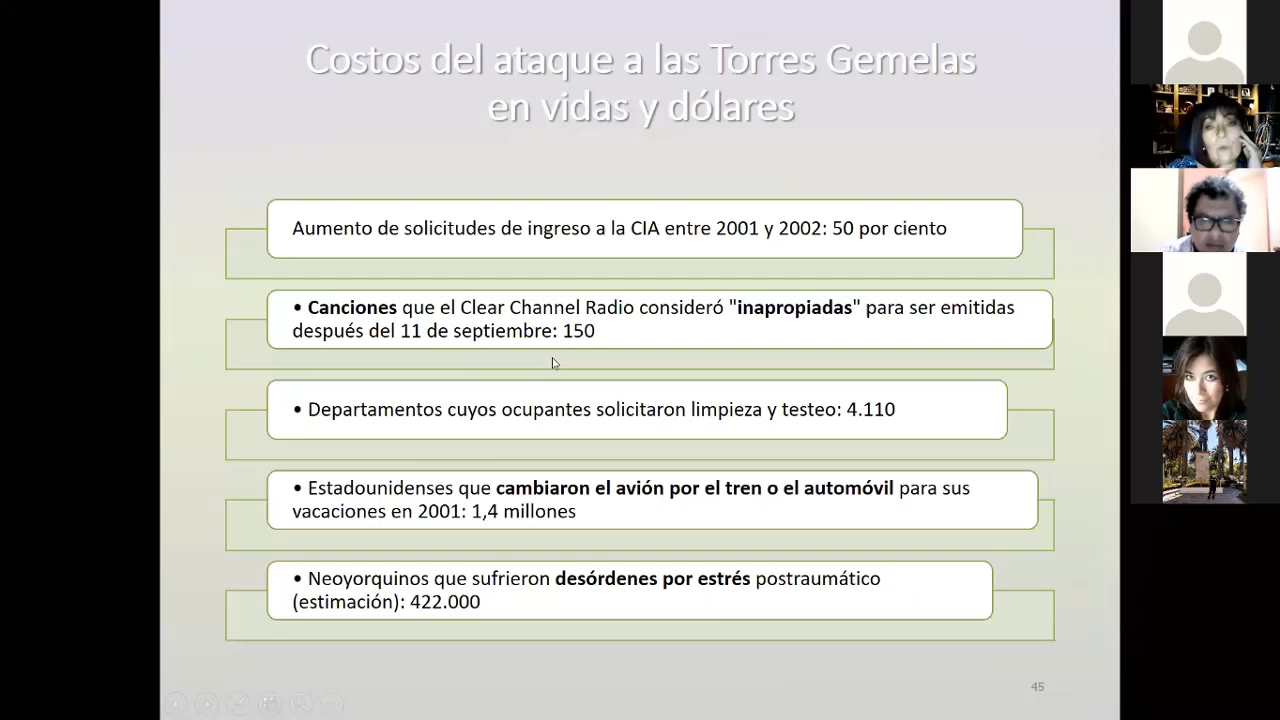 Costos del ataque a las Torres Gemelas
en vidas y dólares
Aumento de solicitudes de ingreso a la CIA entre 2001 y 2002: 50 por ciento
• Canciones que el Clear Channel Radio consideró "inapropiadas" para ser emitidas
después del 11 de septiembre: 150
• Departamentos cuyos ocupantes solicitaron limpieza y testeo: 4.110
• Estadounidenses que cambiaron el avión por el tren o el automóvil para sus
vacaciones en 2001: 1,4 millones
• Neoyorquinos que sufrieron desórdenes por estrés postraumático
(estimación): 422.000
45